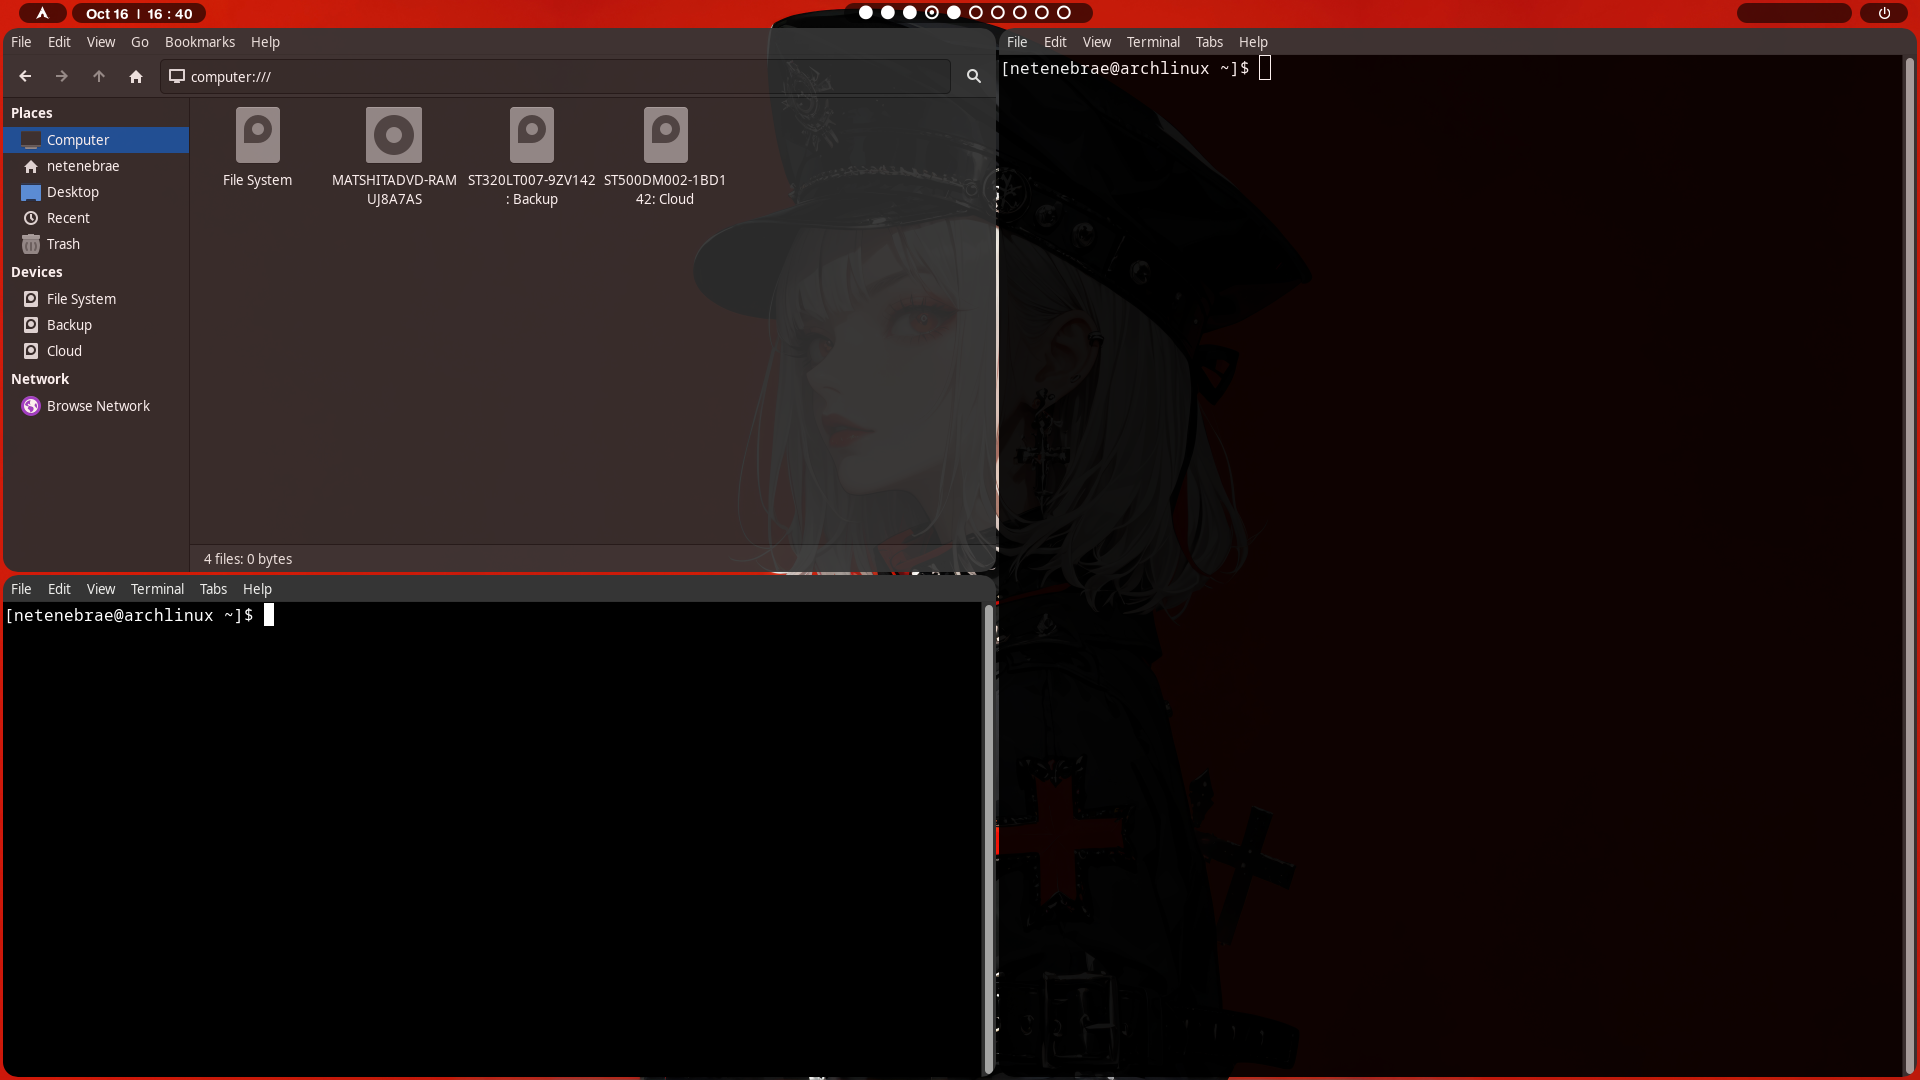 Oct 16 | 16 : 40
File Edit View Go Bookmarks Help
computer:///
Places
Computer
netenebrae
Desktop
Recent
Trash
Devices
File System
Backup
Cloud
Network
Browse Network
File System
MATSHITADVD-RAM
UJ8A7AS
ST320LT007-9ZV142
: Backup
ST500DM002-1BD1
42: Cloud
4 files: 0 bytes
File Edit View Terminal Tabs Help
[netenebrae@archlinux ~]$
File Edit View Terminal Tabs Help
[netenebrae@archlinux ~]$